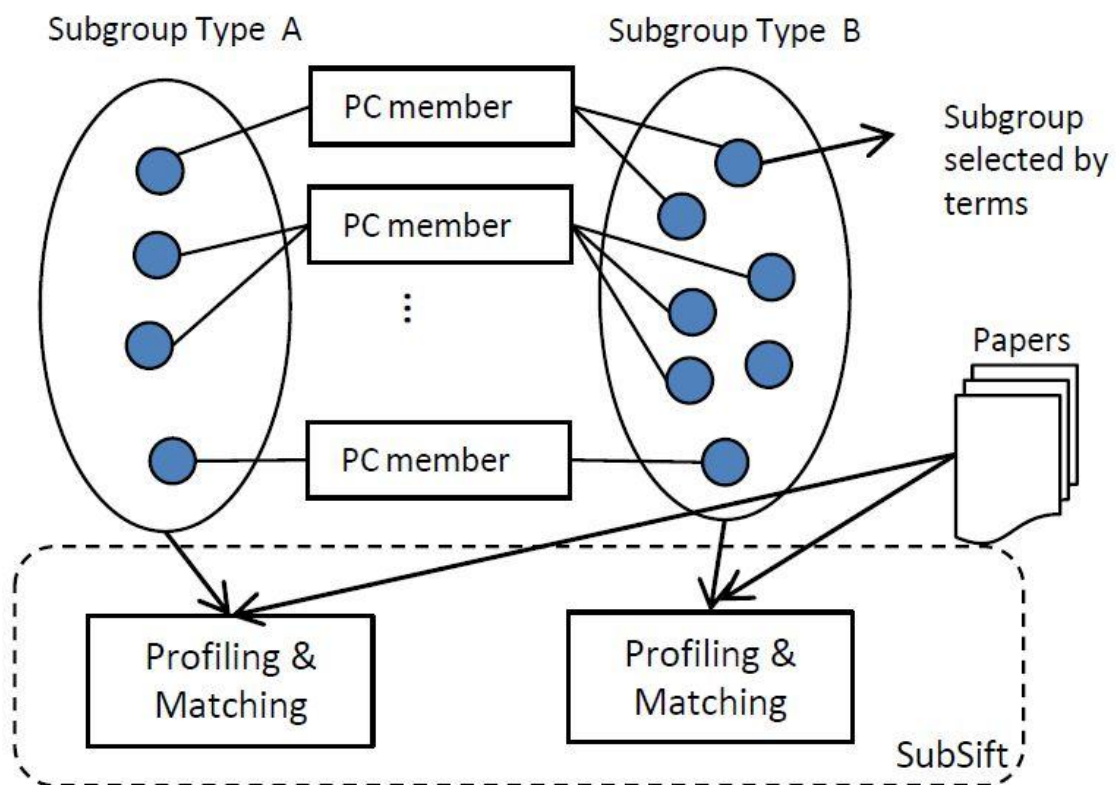 Subgroup Type A
Subgroup Type B
PC member
Subgroup
selected by
terms
PC member
...
Papers
PC member
Profiling &
Matching
Profiling &
Matching
SubSift